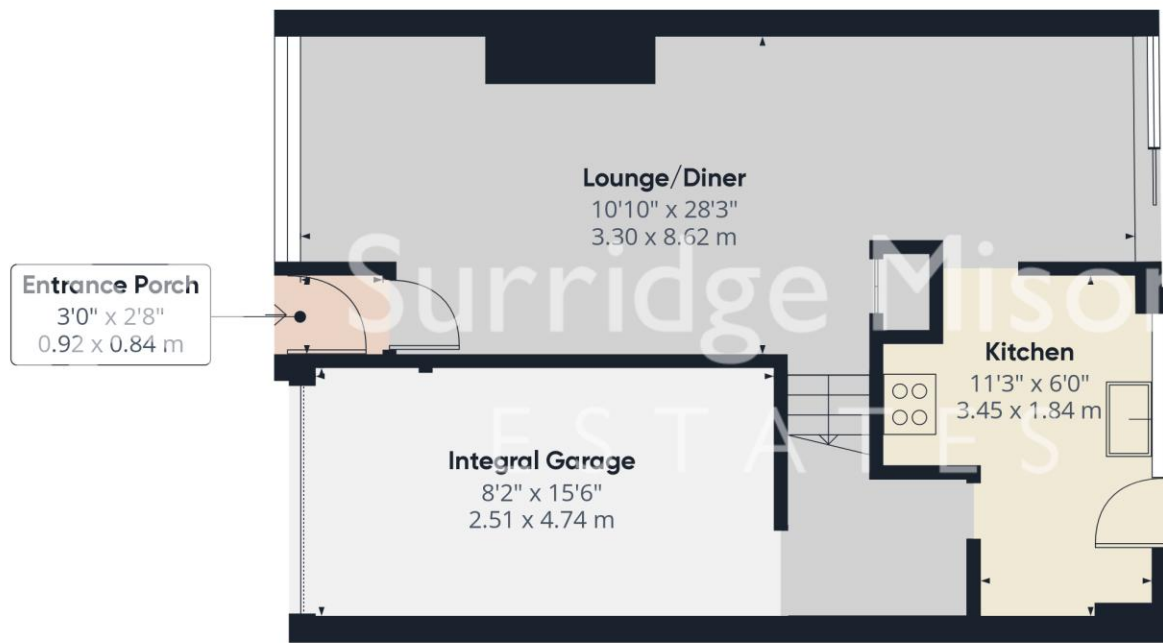 Lounge/Diner
10'10" x 28'3"
3.30 x 8.62 m
Entrance Porch
3'0" x 2'8"
0.92 x 0.84 m
Surridge Mison
ESTATES
Kitchen
11'3" x 6'0"
3.45 x 1.84 m
Integral Garage
8'2" x 15'6"
2.51 x 4.74 m